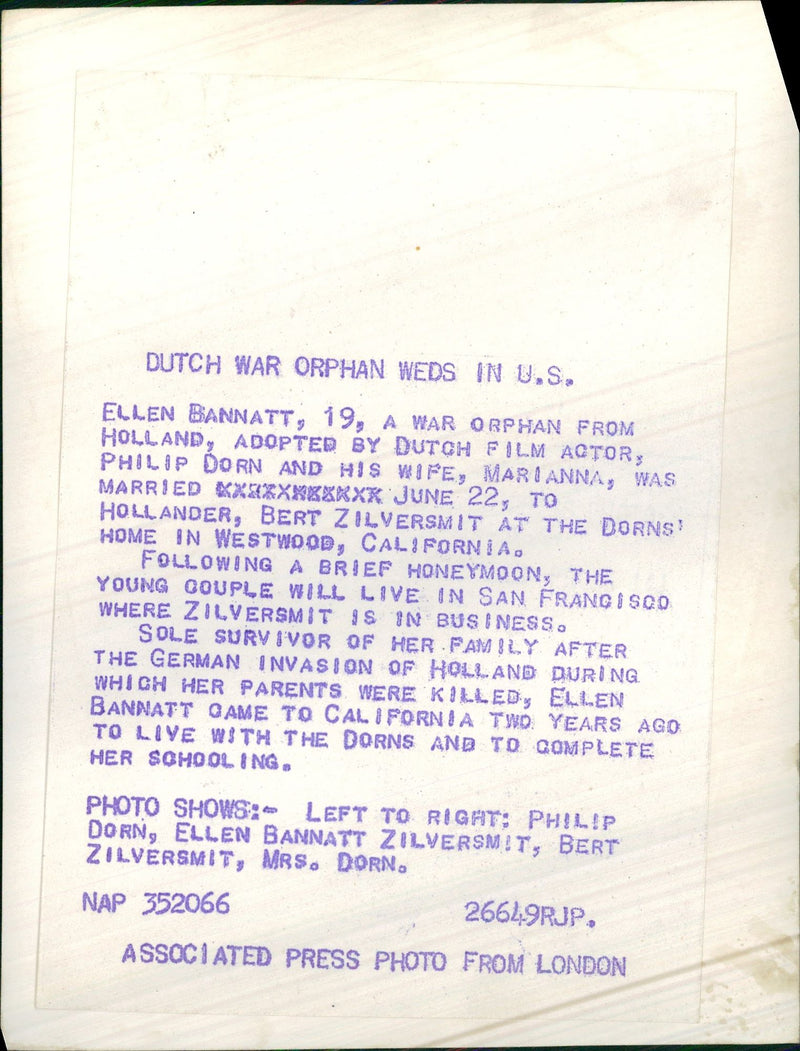 DUTCH WAR ORPHAN WEDS IN U.S.
ELLEN BANNATT, 19, A WAR ORPHAN FROM
HOLLAND, ADOPTED BY DUTCH FILM ACTOR,
PHILIP DORN AND HIS WIFE, MARIANNA, WAS
MARRIED JUNE 22, TO
HOLLANDER, BERT ZILVERSMIT AT THE DORNS'
HOME IN WESTWOOD, CALIFORNIA.
FOLLOWING A BRIEF HONEYMOON, THE
YOUNG COUPLE WILL LIVE IN SAN FRANCISCO
WHERE ZILVERSMIT IS IN BUSINESS.
SOLE SURVIVOR OF HER FAMILY AFTER
THE GERMAN INVASION OF HOLLAND DURING
WHICH HER PARENTS WERE KILLED, ELLEN
BANNATT CAME TO CALIFORNIA TWO YEARS AGO
TO LIVE WITH THE DORNS AND TO COMPLETE
HER SCHOOLING.
PHOTO SHOWS:- LEFT TO RIGHT: PHILIP
DORN, ELLEN BANNATT ZILVERSMIT, BERT
ZILVERSMIT, MRS. DORN.
NAP 352066 26649RJP.
ASSOCIATED PRESS PHOTO FROM LONDON